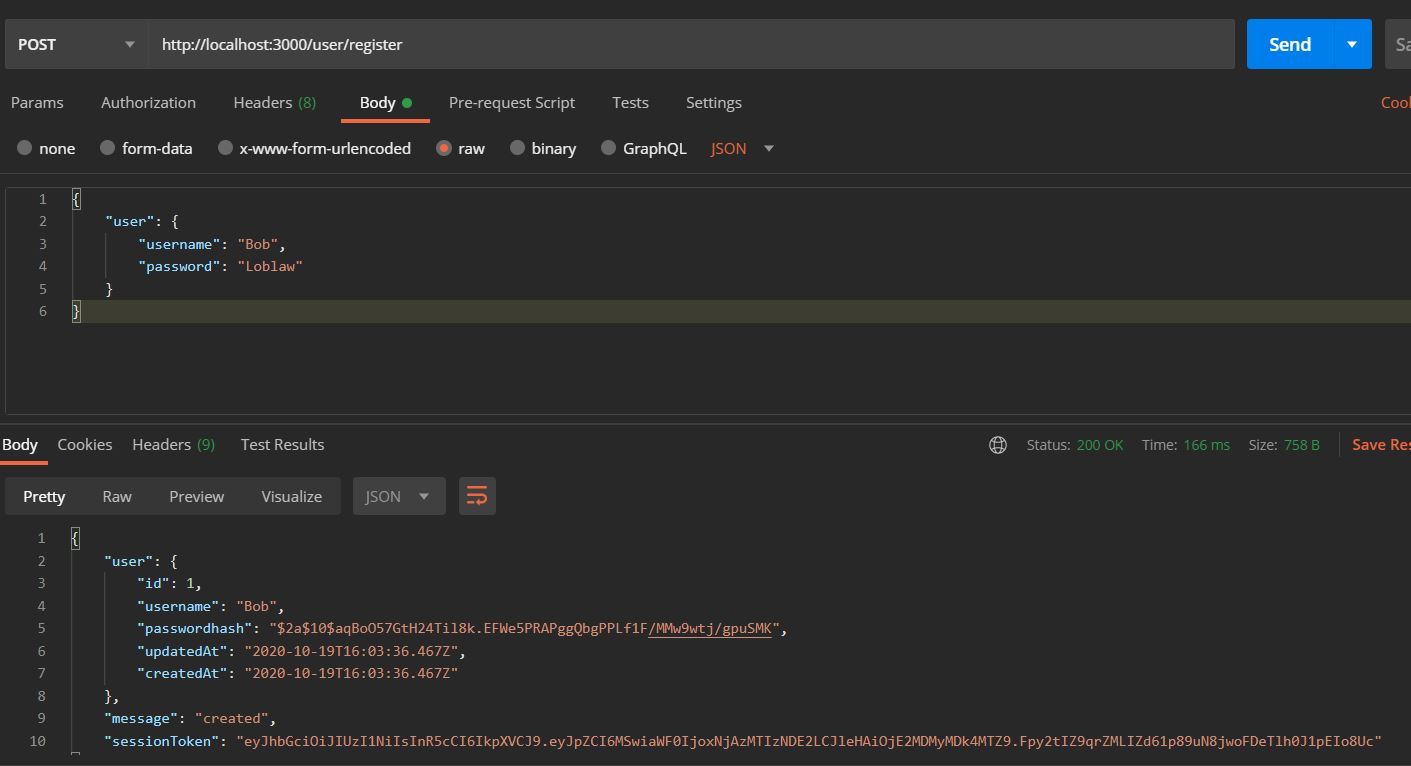 POST http://localhost:3000/user/register Send
Params Authorization Headers (8) Body Pre-request Script Tests Settings
none form-data x-www-form-urlencoded raw binary GraphQL JSON
1 {
2 "user": {
3 "username": "Bob",
4 "password": "Loblaw"
5 }
6 }
Body Cookies Headers (9) Test Results Status: 200 OK Time: 166 ms Size: 758 B
Pretty Raw Preview Visualize JSON
1 {
2 "user": {
3 "id": 1,
4 "username": "Bob",
5 "passwordhash": "$2a$10$aqBoO57GtH24Til8k.EFWe5PRAPggQbgPPLf1F/MMw9wtj/gpuSMK",
6 "updatedAt": "2020-10-19T16:03:36.467Z",
7 "createdAt": "2020-10-19T16:03:36.467Z"
8 },
9 "message": "created",
10 "sessionToken": "eyJhbGciOiJIUzI1NiIsInR5cCI6IkpXVCJ9.eyJpZCI6MSwiaWF0IjoxNjAzMTIzNDE2LCJleHAiOjE2MDMyMDk4MTZ9.Fpy2tIZ9qrZMLIZd61p89uN8jwoFDeTlh0J1pEIo8Uc"